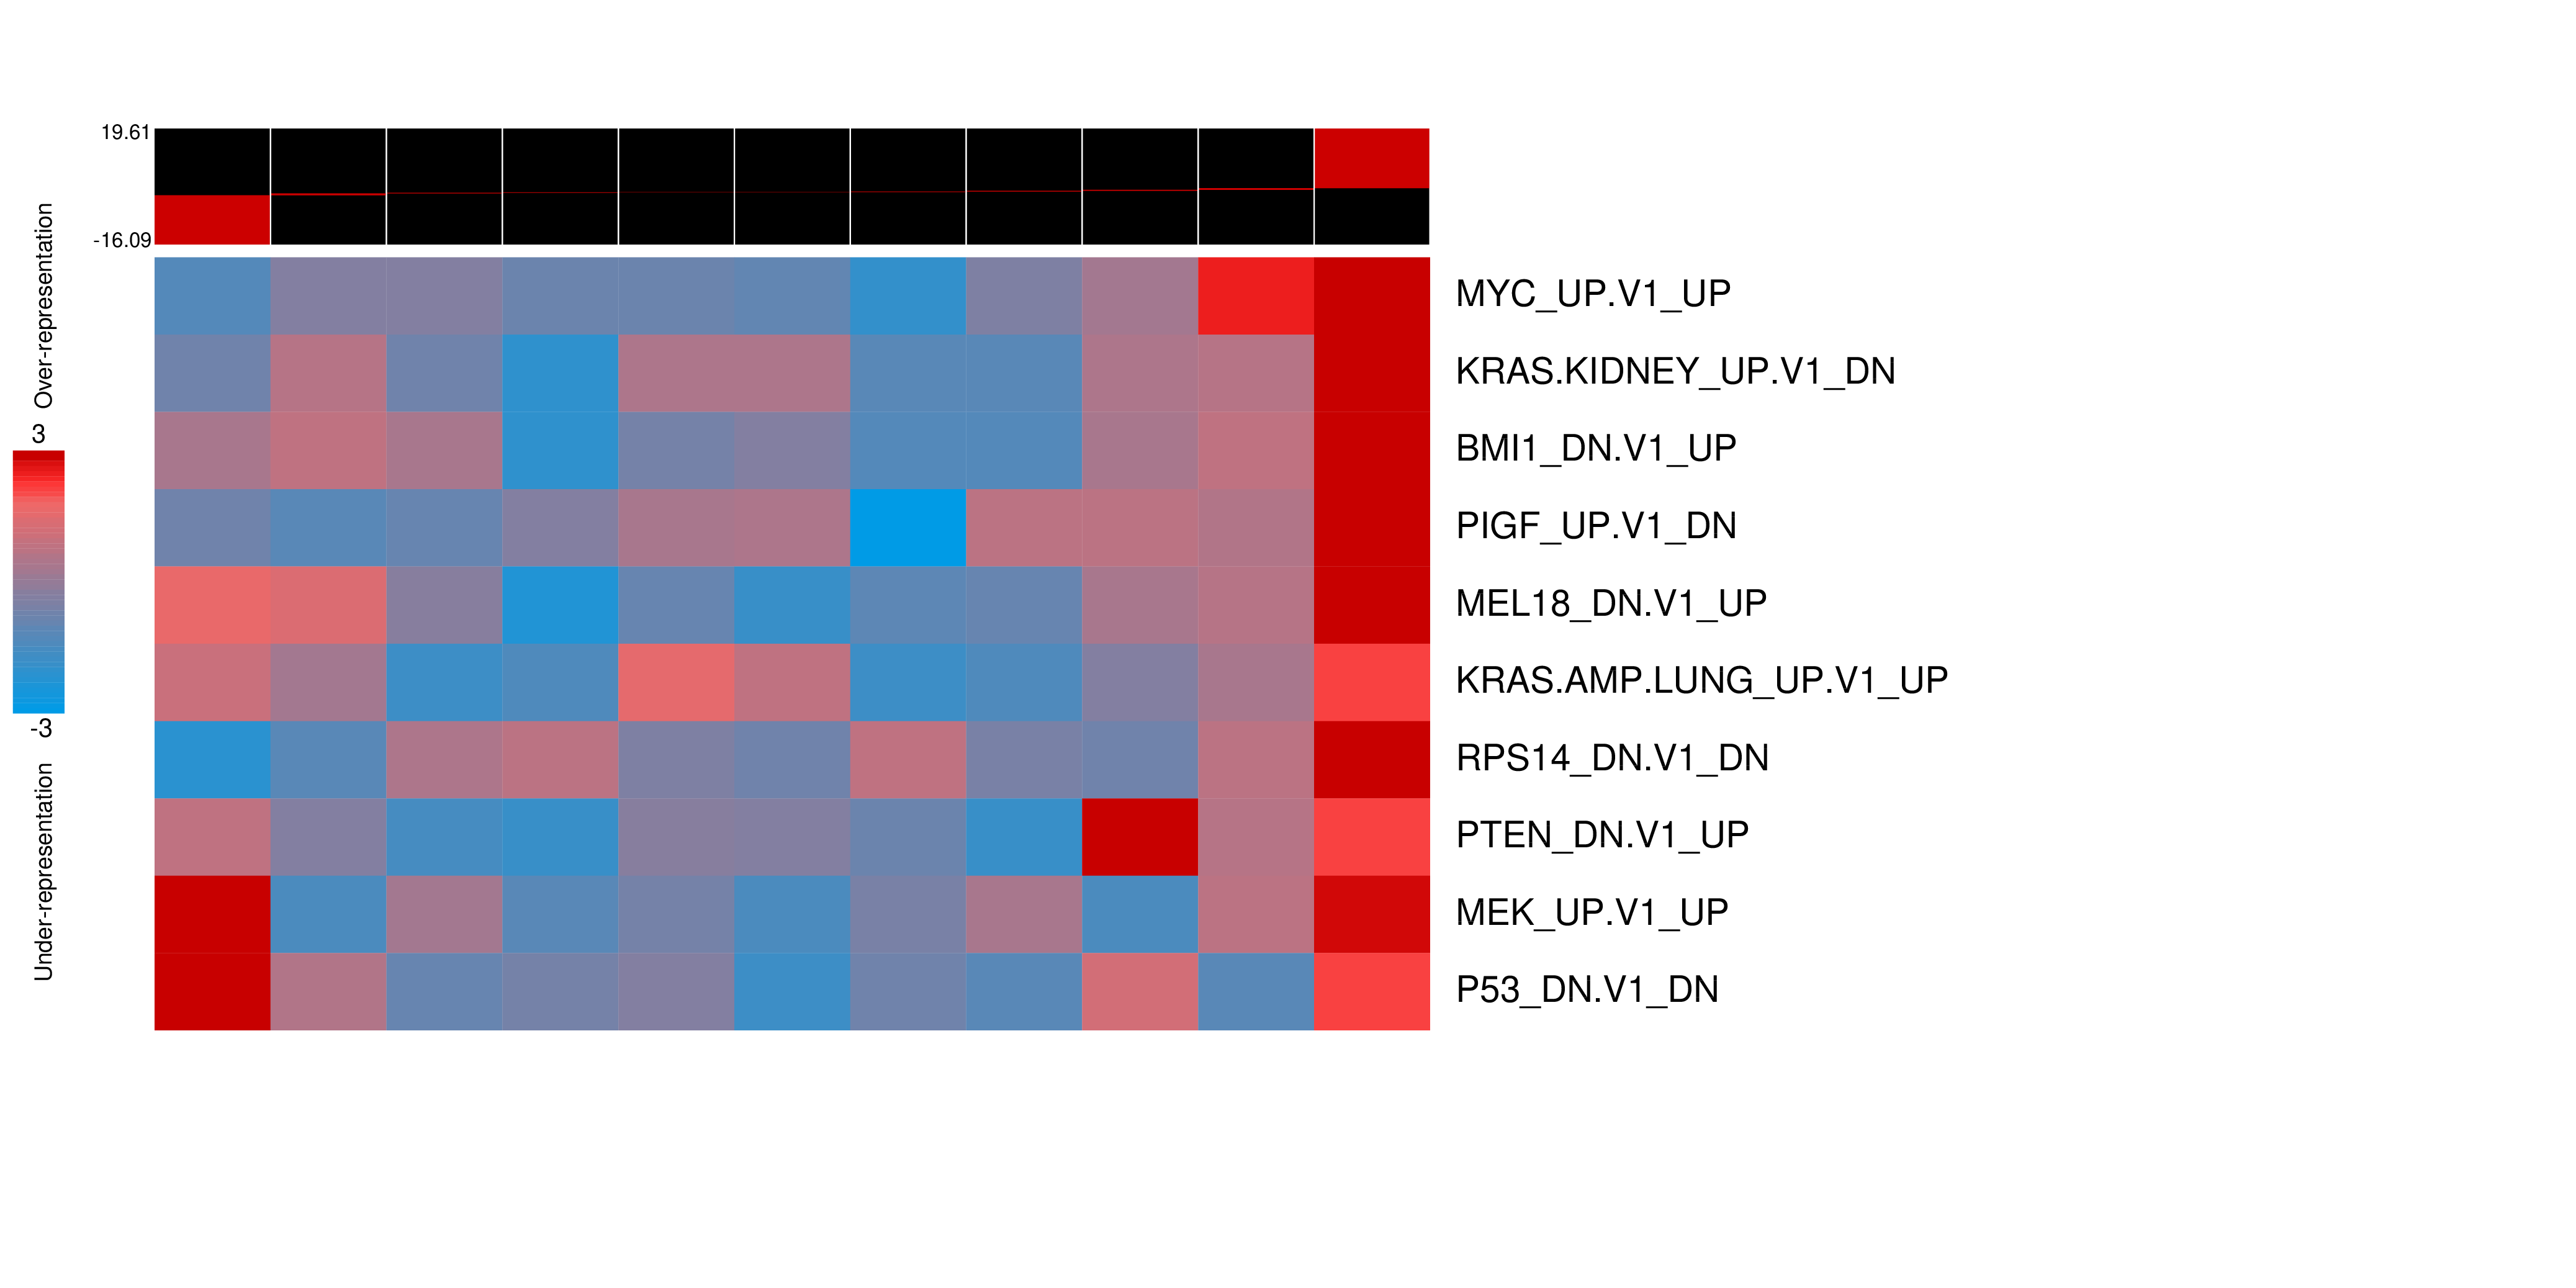 19.61
-16.09
Over-representation
3
-3
Under-representation
MYC_UP.V1_UP
KRAS.KIDNEY_UP.V1_DN
BMI1_DN.V1_UP
PIGF_UP.V1_DN
MEL18_DN.V1_UP
KRAS.AMP.LUNG_UP.V1_UP
RPS14_DN.V1_DN
PTEN_DN.V1_UP
MEK_UP.V1_UP
P53_DN.V1_DN